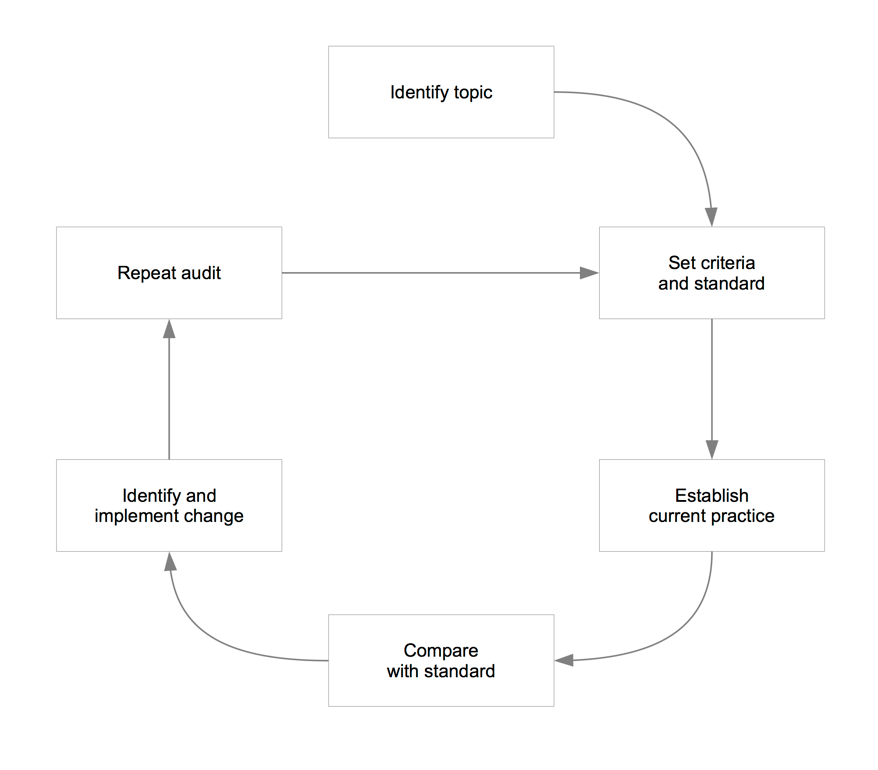 Identify topic
Repeat audit
Set criteria
and standard
Identify and
implement change
Establish
current practice
Compare
with standard